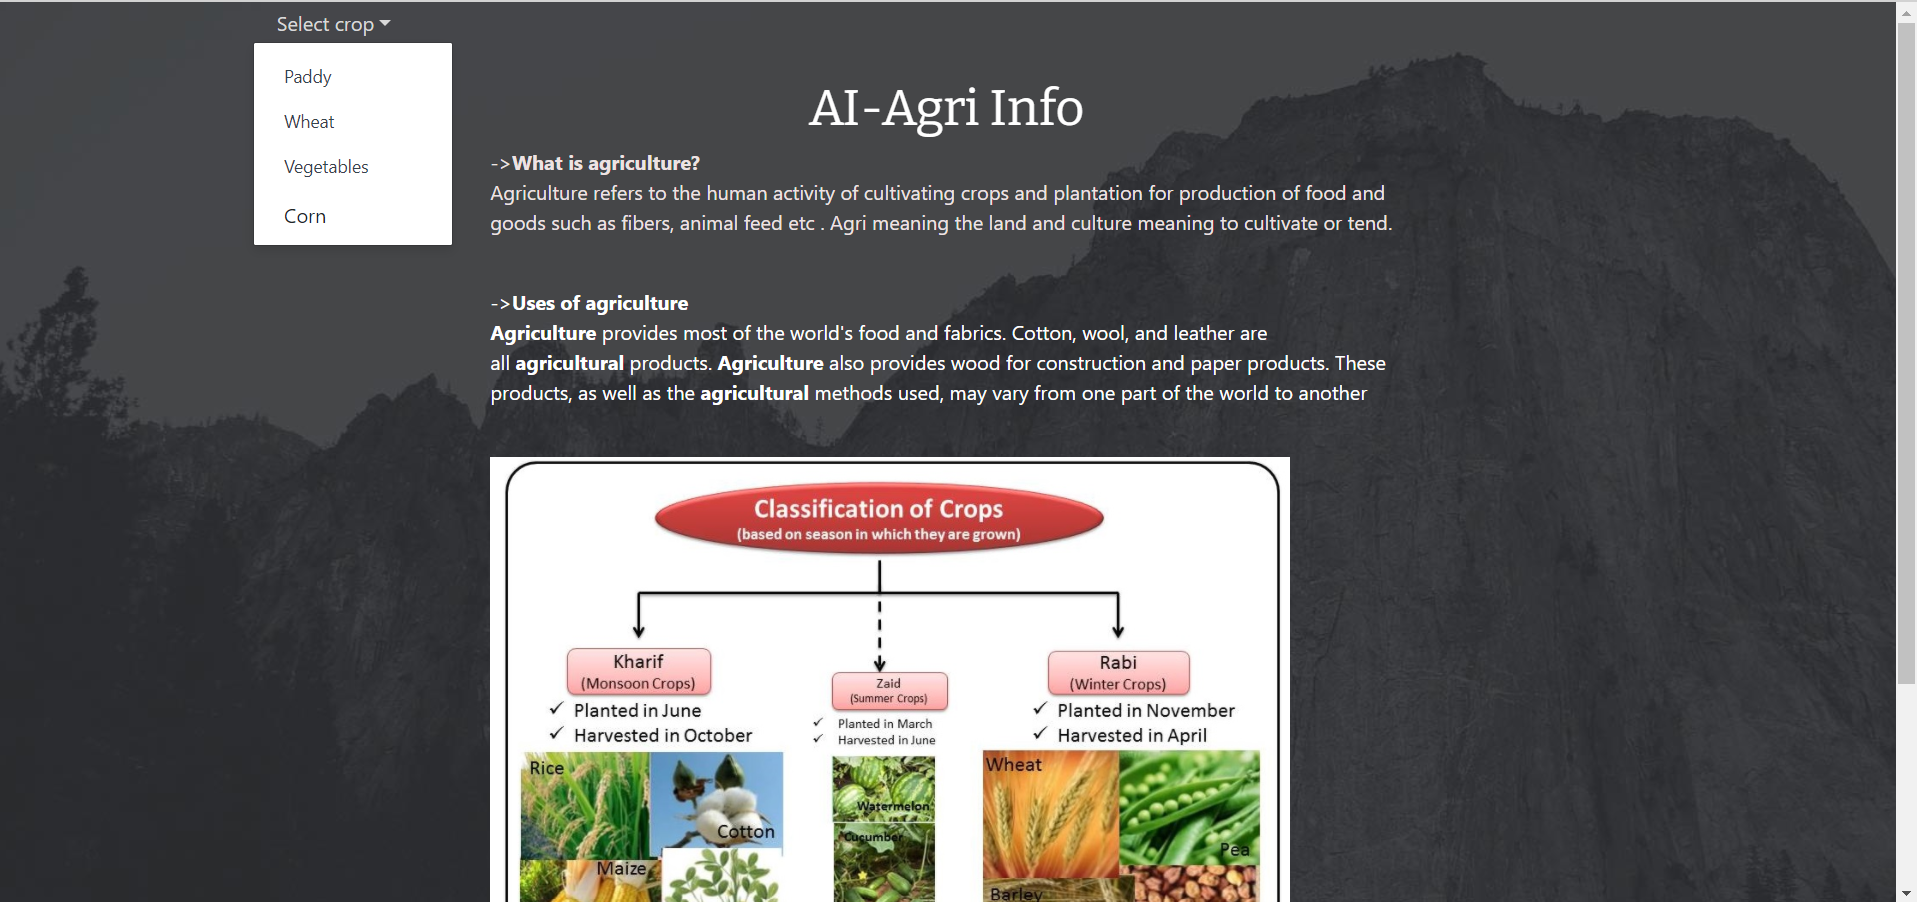 Select crop
Paddy
Wheat
Vegetables
Corn
AI-Agri Info
->What is agriculture?
Agriculture refers to the human activity of cultivating crops and plantation for production of food and
goods such as fibers, animal feed etc . Agri meaning the land and culture meaning to cultivate or tend.
->Uses of agriculture
Agriculture provides most of the world's food and fabrics. Cotton, wool, and leather are
all agricultural products. Agriculture also provides wood for construction and paper products. These
products, as well as the agricultural methods used, may vary from one part of the world to another
Classification of Crops
(based on season in which they are grown)
Kharif
(Monsoon Crops)
✓ Planted in June
✓ Harvested in October
Rice
Cotton
Maize
Zaid
(Summer Crops)
✓ Planted in March
✓ Harvested in June
Watermelon
Cucumber
Rabi
(Winter Crops)
✓ Planted in November
✓ Harvested in April
Wheat
Pea
Barley